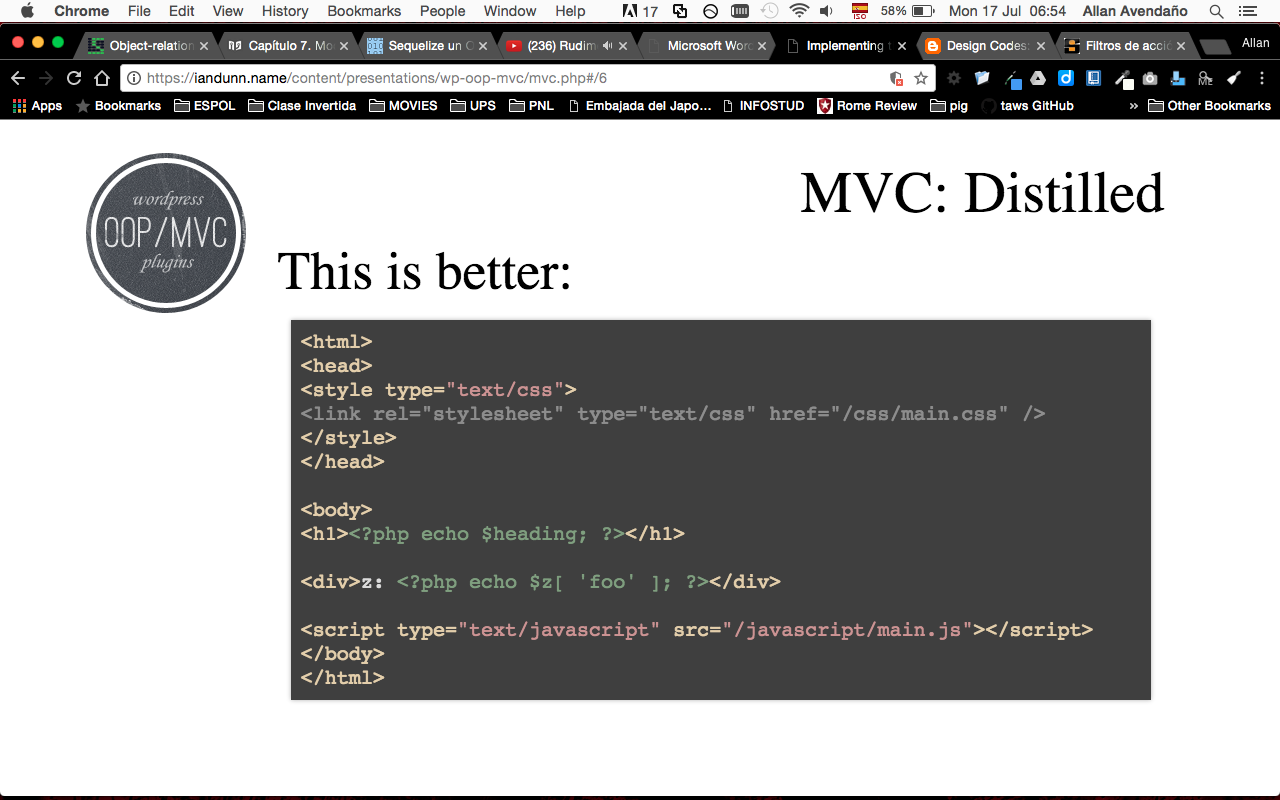 Chrome File Edit View History Bookmarks People Window Help 17 ISO 58% Mon 17 Jul 06:54 Allan Avendaño
Object-relation Capítulo 7. Mo Sequelize un O (236) Rudim Microsoft Word Implementing t Design Codes: Filtros de acció Allan
https://iandunn.name/content/presentations/wp-oop-mvc/mvc.php#/6
Apps Bookmarks ESPOL Clase Invertida MOVIES UPS PNL Embajada del Japo... INFOSTUD Rome Review plg taws GitHub » Other Bookmarks
wordpress
OOP/MVC
plugins
MVC: Distilled
This is better:
<html>
<head>
<style type="text/css">
<link rel="stylesheet" type="text/css" href="/css/main.css" />
</style>
</head>
<body>
<h1><?php echo $heading; ?></h1>
<div>z: <?php echo $z[ 'foo' ]; ?></div>
<script type="text/javascript" src="/javascript/main.js"></script>
</body>
</html>